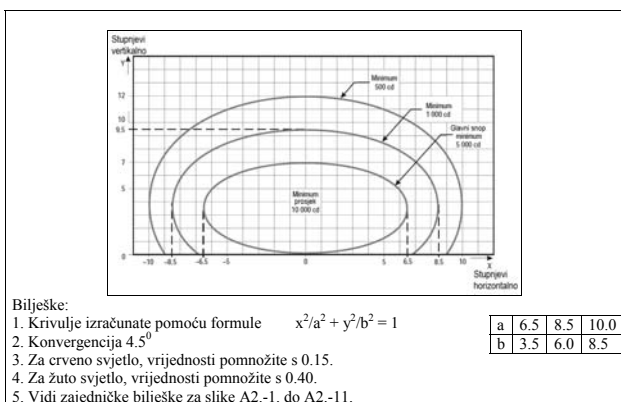 Stupnjevi
vertikalno
Y
12
10
9.5
7
5
0
Minimum
500 cd
Minimum
1 000 cd
Glavni snop
minimum
5 000 cd
Minimum
prosjek
10 000 cd
-10 -8.5 -6.5 -5 0 5 6.5 8.5 10
X
Stupnjevi
horizontalno
Bilješke:
1. Krivulje izračunate pomoću formule x²/a² + y²/b² = 1
2. Konvergencija 4.5⁰
3. Za crveno svjetlo, vrijednosti pomnožite s 0.15.
4. Za žuto svjetlo, vrijednosti pomnožite s 0.40.
5. Vidi zajedničke bilješke za slike A2.-1. do A2.-11.
a 6.5 8.5 10.0
b 3.5 6.0 8.5